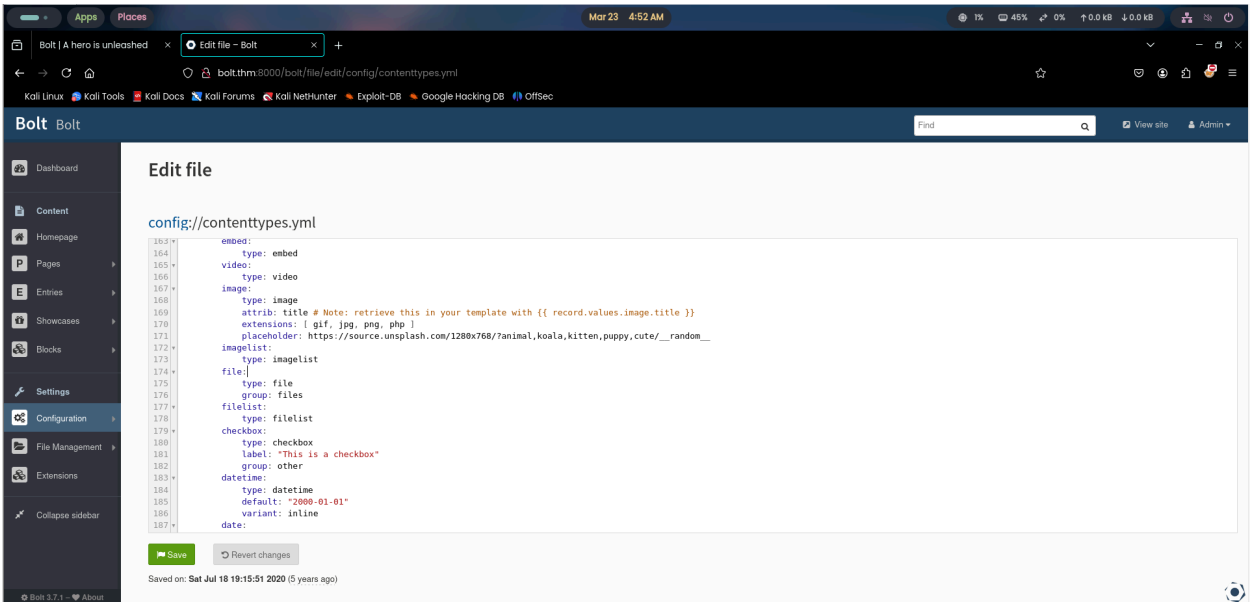 Apps Places Mar 23 4:52 AM 1% 45% 0% ↑0.0 kB ↓0.0 kB
Bolt | A hero is unleashed × Edit file – Bolt × +
bolt.thm:8000/bolt/file/edit/config/contenttypes.yml
Kali Linux Kali Tools Kali Docs Kali Forums Kali NetHunter Exploit-DB Google Hacking DB OffSec
Bolt Bolt Find View site Admin
Dashboard
Content
Homepage
P Pages
E Entries
Showcases
Blocks
Settings
Configuration
File Management
Extensions
Collapse sidebar
Bolt 3.7.1 – ♥ About
Edit file
config://contenttypes.yml
163 embed:
164 type: embed
165 video:
166 type: video
167 image:
168 type: image
169 attrib: title # Note: retrieve this in your template with {{ record.values.image.title }}
170 extensions: [ gif, jpg, png, php ]
171 placeholder: https://source.unsplash.com/1280x768/?animal,koala,kitten,puppy,cute/__random__
172 imagelist:
173 type: imagelist
174 file:
175 type: file
176 group: files
177 filelist:
178 type: filelist
179 checkbox:
180 type: checkbox
181 label: "This is a checkbox"
182 group: other
183 datetime:
184 type: datetime
185 default: "2000-01-01"
186 variant: inline
187 date:
Save Revert changes
Saved on: Sat Jul 18 19:15:51 2020 (5 years ago)